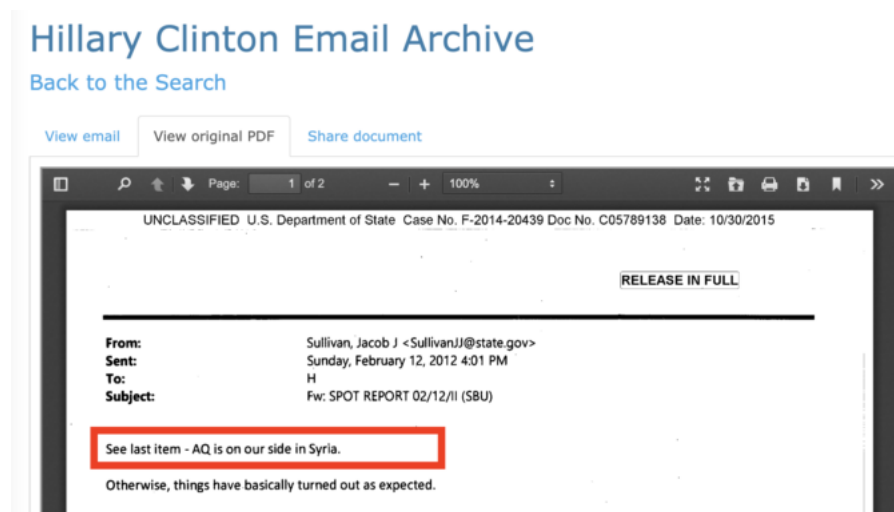 Hillary Clinton Email Archive
Back to the Search
View email View original PDF Share document
Page: 1 of 2 − + 100%
UNCLASSIFIED U.S. Department of State Case No. F-2014-20439 Doc No. C05789138 Date: 10/30/2015
RELEASE IN FULL
From: Sullivan, Jacob J <SullivanJJ@state.gov>
Sent: Sunday, February 12, 2012 4:01 PM
To: H
Subject: Fw: SPOT REPORT 02/12/II (SBU)
See last item - AQ is on our side in Syria.
Otherwise, things have basically turned out as expected.